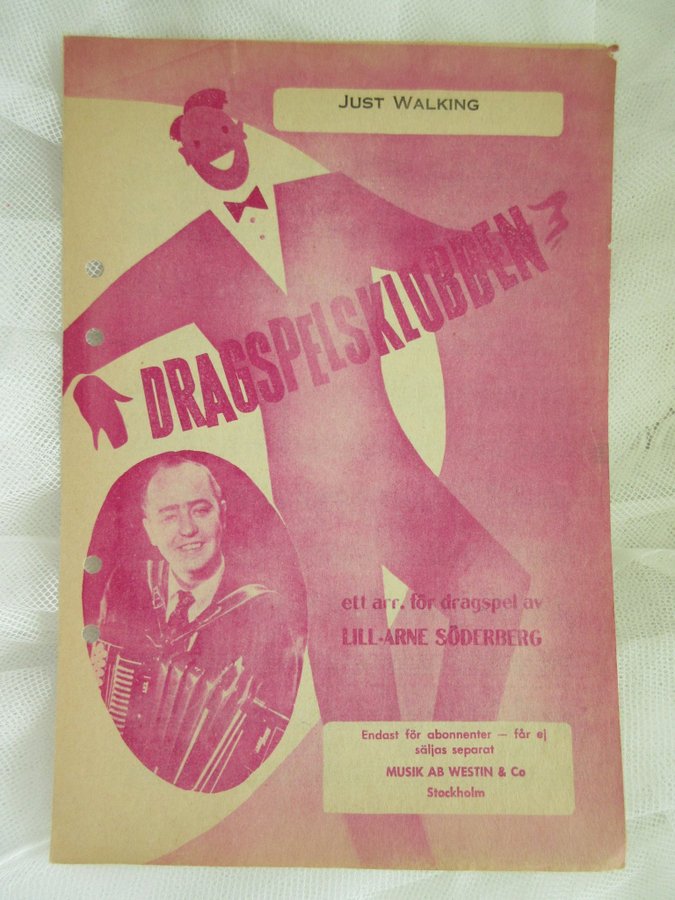 JUST WALKING
DRAGSPELSKLUBBEN
ett arr. för dragspel av
LILL-ARNE SÖDERBERG
Endast för abonnenter — får ej
säljas separat
MUSIK AB WESTIN & Co
Stockholm